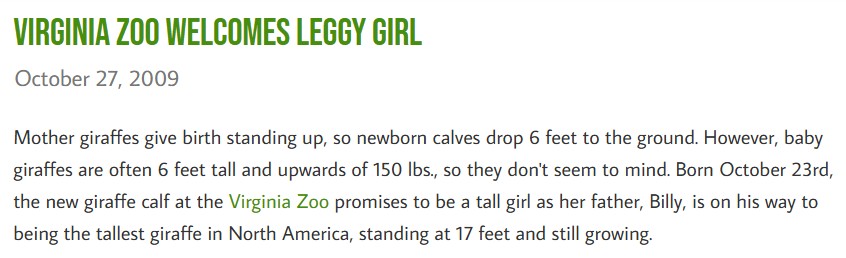 VIRGINIA ZOO WELCOMES LEGGY GIRL
October 27, 2009
Mother giraffes give birth standing up, so newborn calves drop 6 feet to the ground. However, baby
giraffes are often 6 feet tall and upwards of 150 lbs., so they don't seem to mind. Born October 23rd,
the new giraffe calf at the Virginia Zoo promises to be a tall girl as her father, Billy, is on his way to
being the tallest giraffe in North America, standing at 17 feet and still growing.